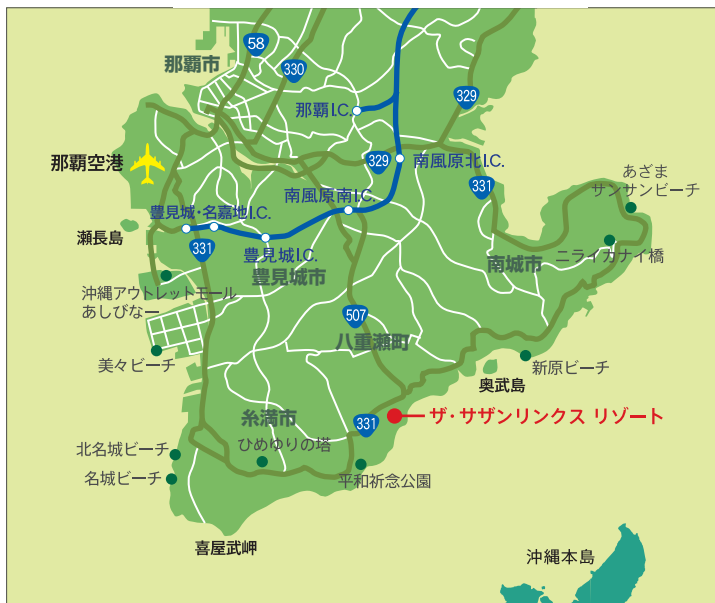 58
那覇市
330
329
那覇I.C.
那覇空港
329
南風原北I.C.
あざま
サンサンビーチ
331
南風原南I.C.
豊見城・名嘉地I.C.
瀬長島
331
豊見城I.C.
豊見城市
南城市
ニライカナイ橋
沖縄アウトレットモール
あしびなー
507
八重瀬町
美々ビーチ
新原ビーチ
奥武島
糸満市
331
ザ・サザンリンクス リゾート
ひめゆりの塔
北名城ビーチ
名城ビーチ
平和祈念公園
喜屋武岬
沖縄本島